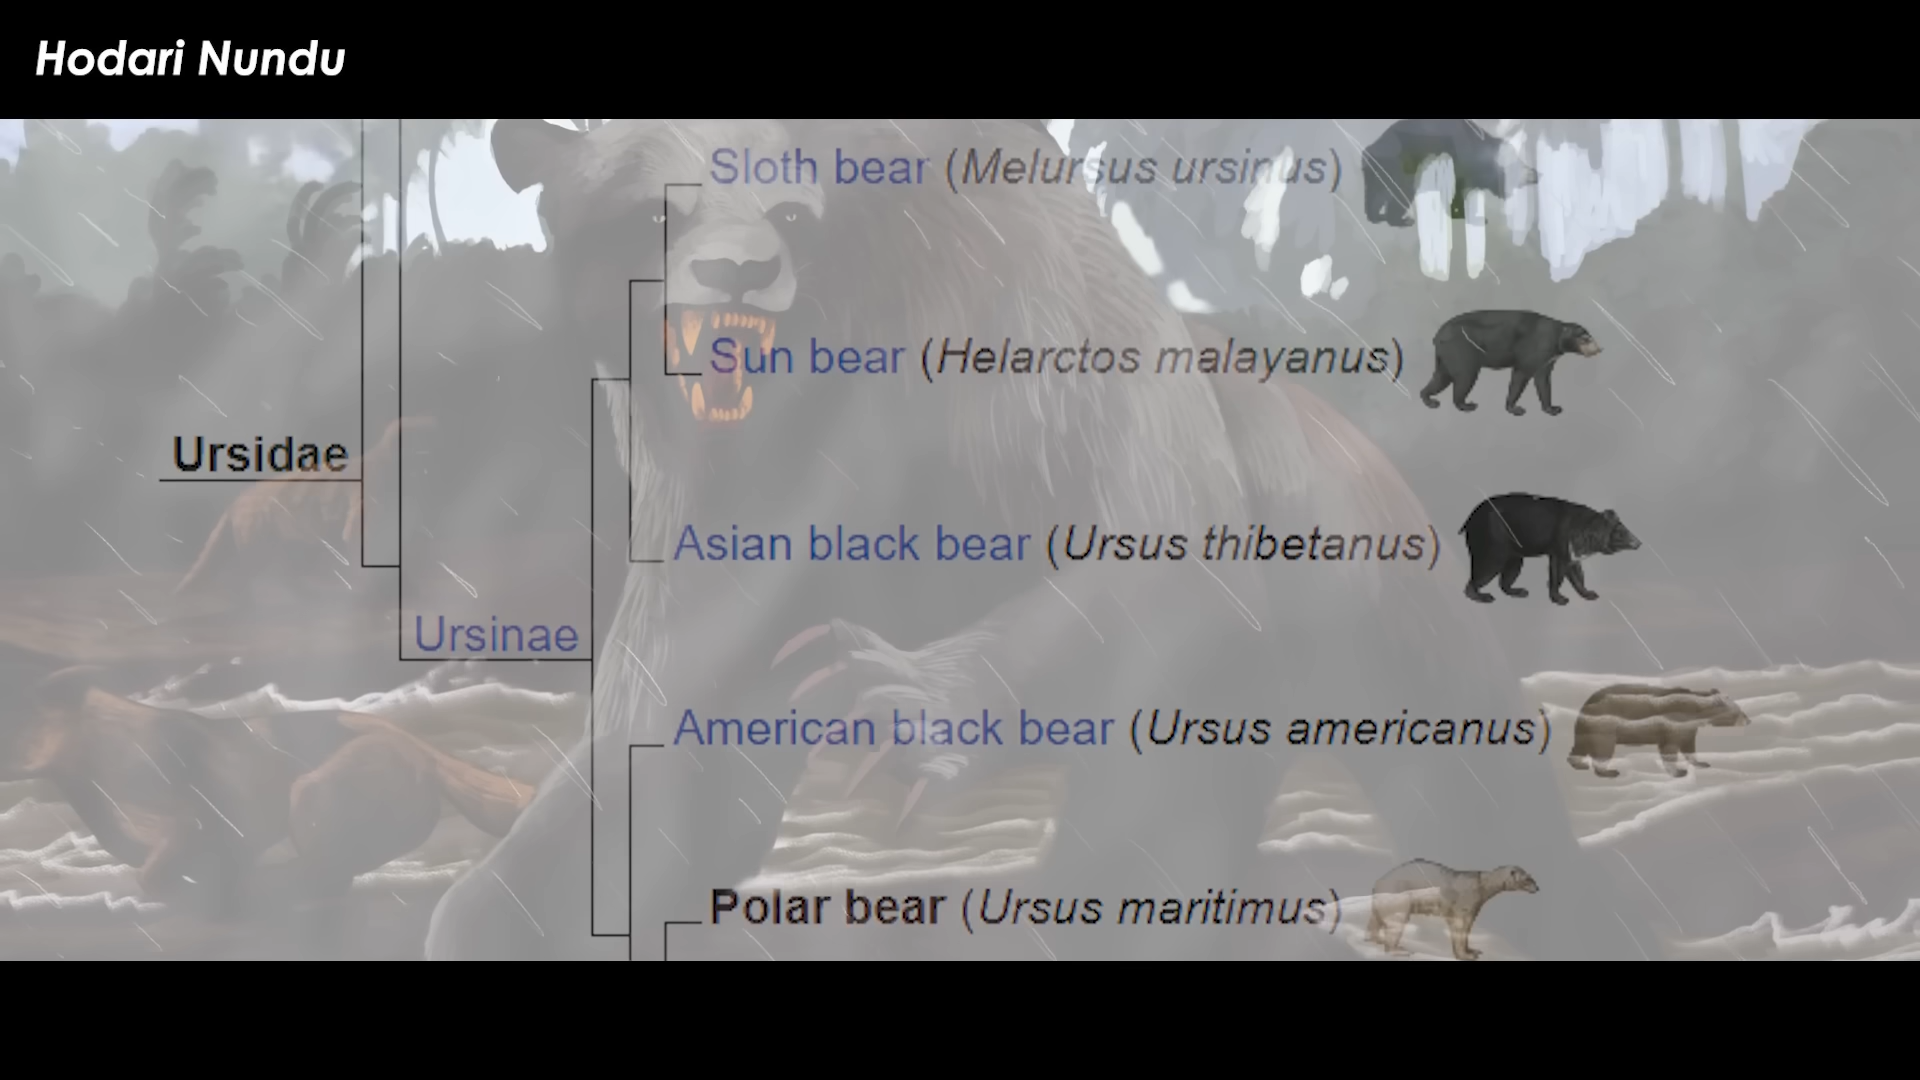 Hodari Nundu
Sloth bear (Melursus ursinus)
Sun bear (Helarctos malayanus)
Ursidae
Asian black bear (Ursus thibetanus)
Ursinae
American black bear (Ursus americanus)
Polar bear (Ursus maritimus)